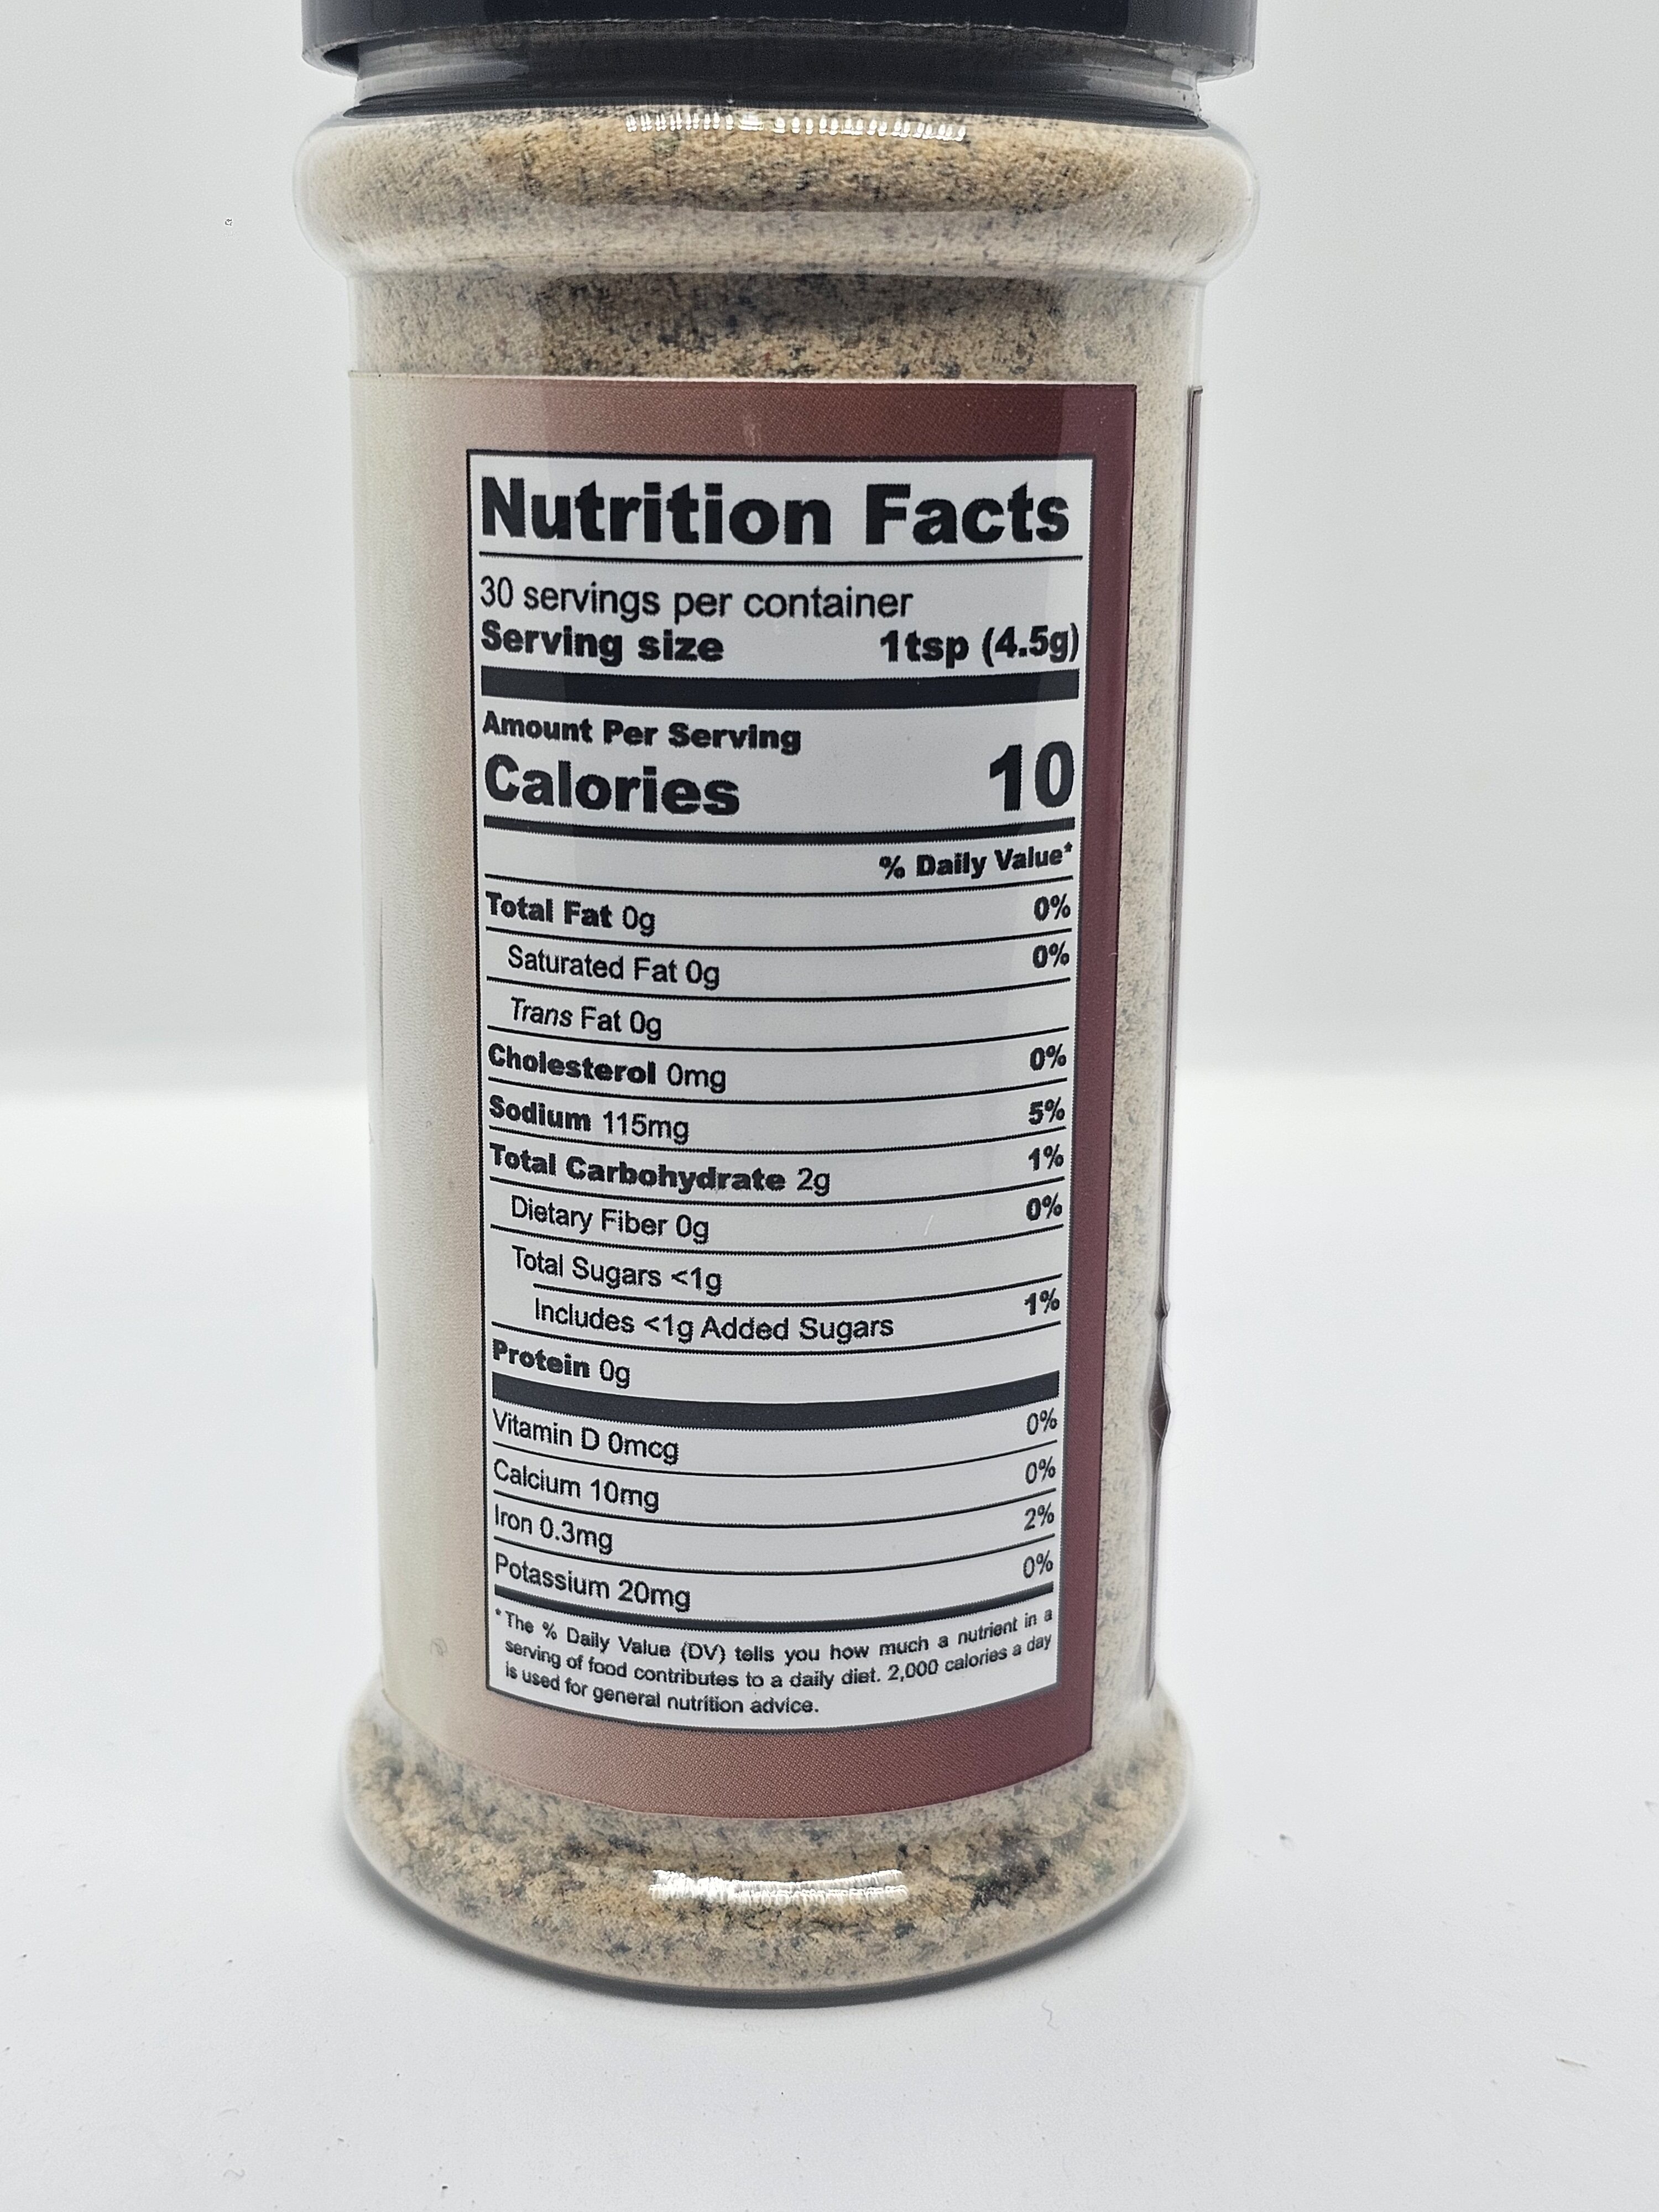 Nutrition Facts
30 servings per container
Serving size 1tsp (4.5g)
Amount Per Serving
Calories 10
% Daily Value*
Total Fat 0g 0%
Saturated Fat 0g 0%
Trans Fat 0g
Cholesterol 0mg 0%
Sodium 115mg 5%
Total Carbohydrate 2g 1%
Dietary Fiber 0g 0%
Total Sugars <1g
Includes <1g Added Sugars 1%
Protein 0g
Vitamin D 0mcg 0%
Calcium 10mg 0%
Iron 0.3mg 2%
Potassium 20mg 0%
* The % Daily Value (DV) tells you how much a nutrient in a
serving of food contributes to a daily diet. 2,000 calories a day
is used for general nutrition advice.